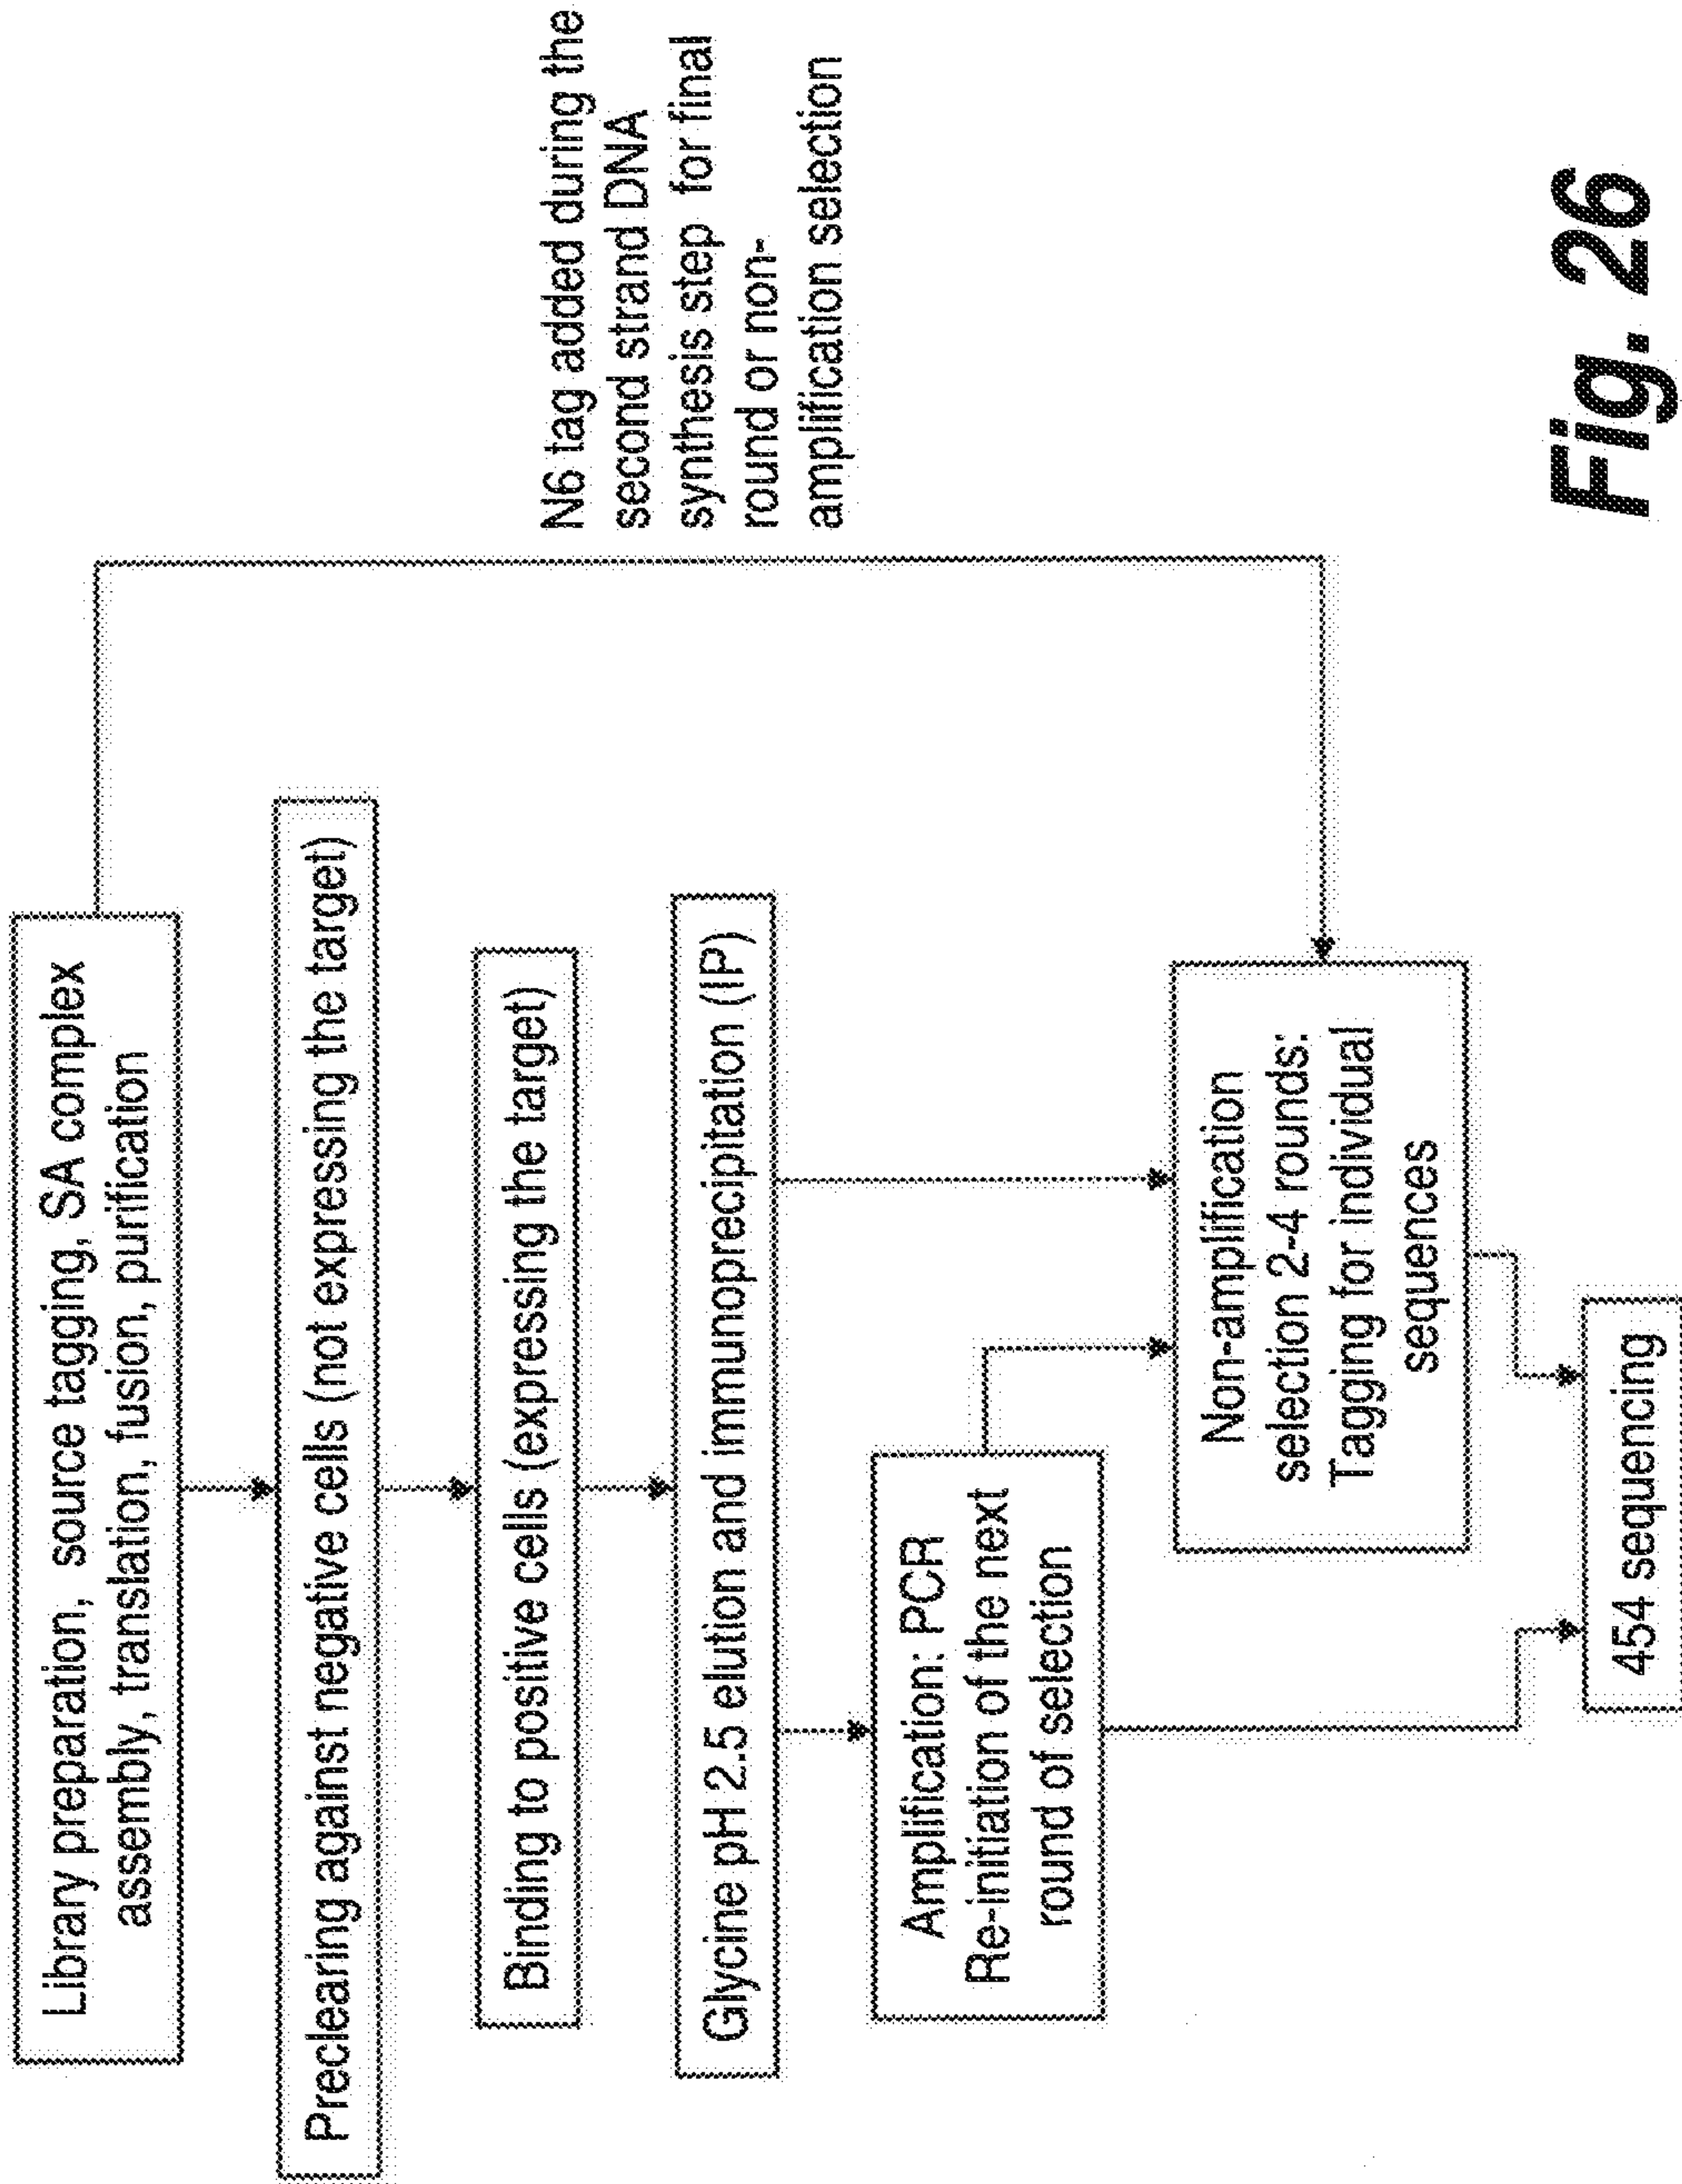 Library preparation, source tagging, SA complex
assembly, translation, fusion, purification
Preclearing against negative cells (not expressing the target)
Binding to positive cells (expressing the target)
Glycine pH 2.5 elution and immunoprecipitation (IP)
Amplification: PCR
Re-initiation of the next
round of selection
Non-amplification
selection 2-4 rounds:
Tagging for individual
sequences
454 sequencing
N6 tag added during the
second strand DNA
synthesis step for final
round or non-
amplification selection
Fig. 26